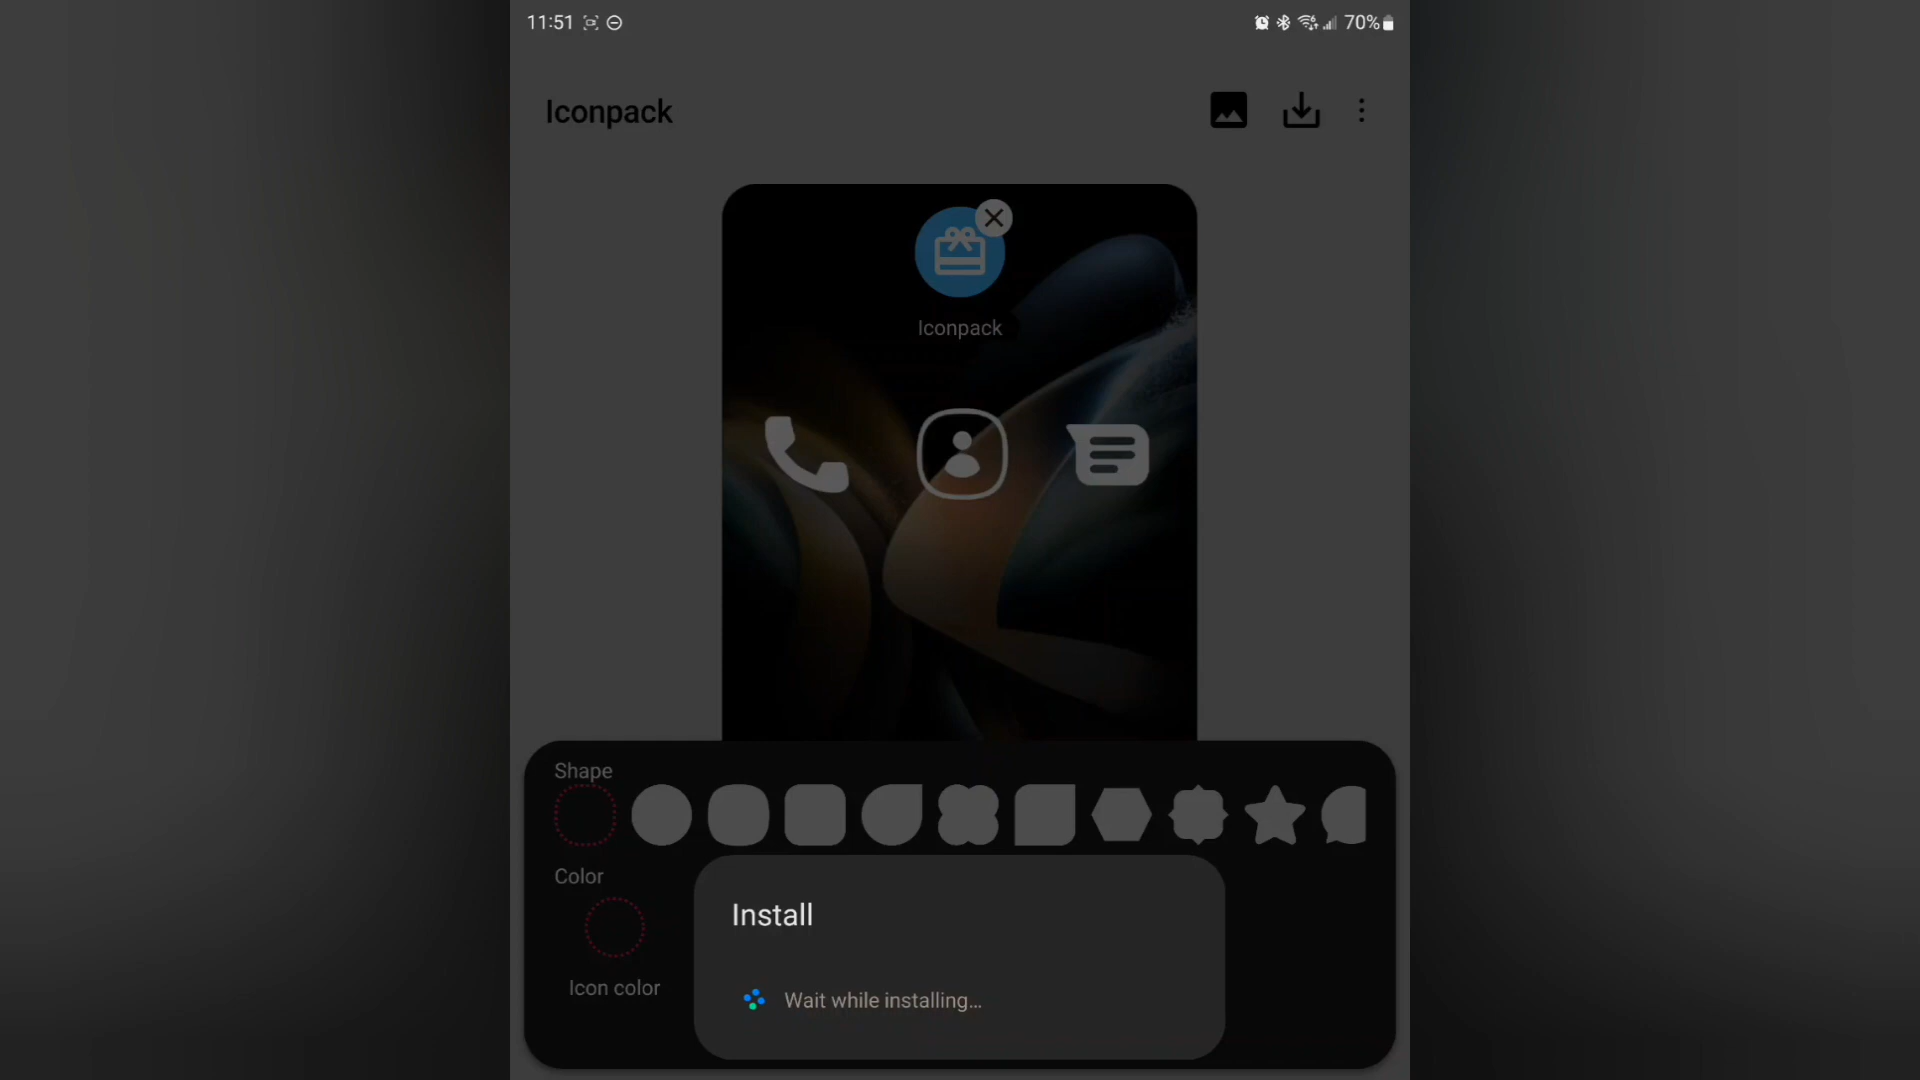 11:51
70%
Iconpack
Iconpack
Shape
Color
Icon color
Install
Wait while installing...